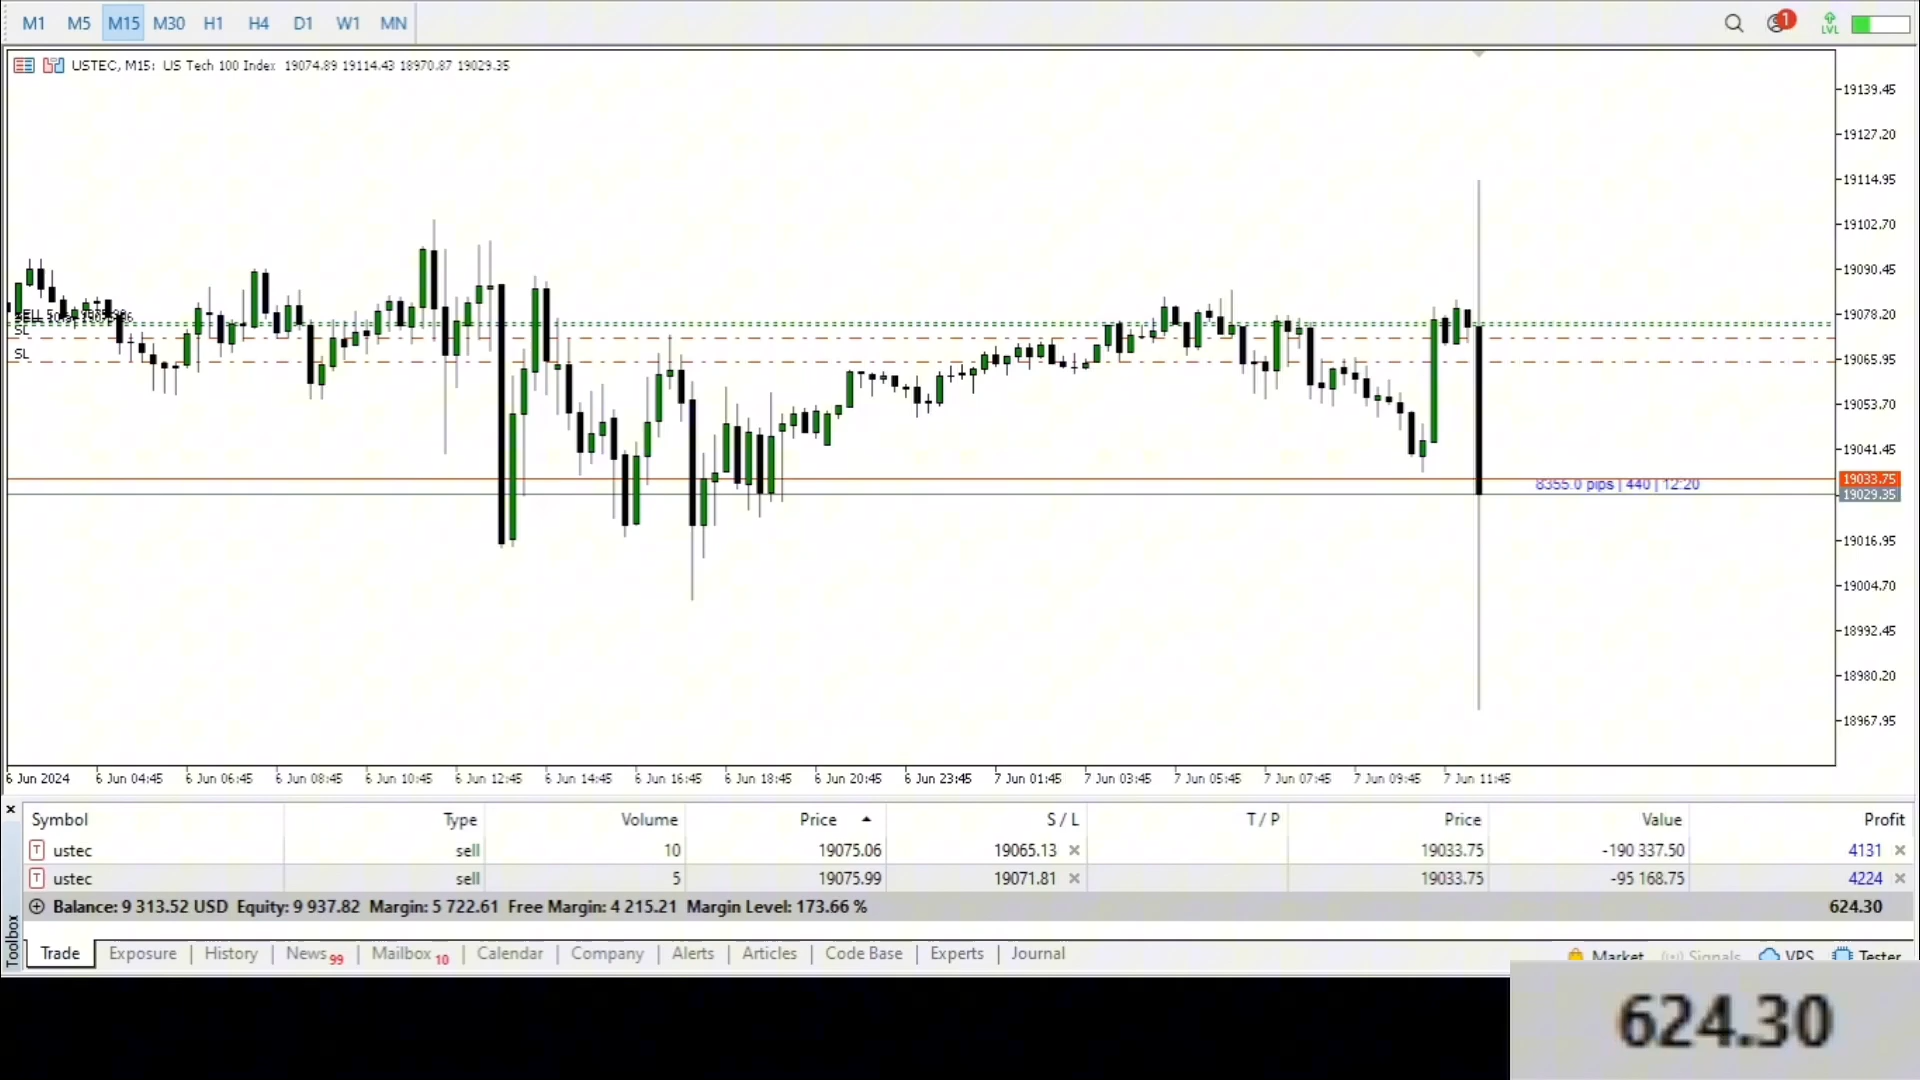 M1 M5 M15 M30 H1 H4 D1 W1 MN 1 LVL
USTEC, M15: US Tech 100 Index 19074.89 19114.43 18970.87 19029.35
19139.45
19127.20
19114.95
19102.70
19090.45
19078.20
SL
19065.95
SL
19053.70
19041.45
19033.75
8355.0 pips | 440 | 12:20
19029.35
19016.95
19004.70
18992.45
18980.20
18967.95
6 Jun 2024 6 Jun 04:45 6 Jun 06:45 6 Jun 08:45 6 Jun 10:45 6 Jun 12:45 6 Jun 14:45 6 Jun 16:45 6 Jun 18:45 6 Jun 20:45 6 Jun 23:45 7 Jun 01:45 7 Jun 03:45 7 Jun 05:45 7 Jun 07:45 7 Jun 09:45 7 Jun 11:45
Symbol Type Volume Price S / L T / P Price Value Profit
T ustec sell 10 19075.06 19065.13 × 19033.75 -190 337.50 4131 ×
T ustec sell 5 19075.99 19071.81 × 19033.75 -95 168.75 4224 ×
Balance: 9 313.52 USD Equity: 9 937.82 Margin: 5 722.61 Free Margin: 4 215.21 Margin Level: 173.66 % 624.30
Toolbox
Trade Exposure History News 99 Mailbox 10 Calendar Company Alerts Articles Code Base Experts Journal Market Signals VPS Tester
624.30